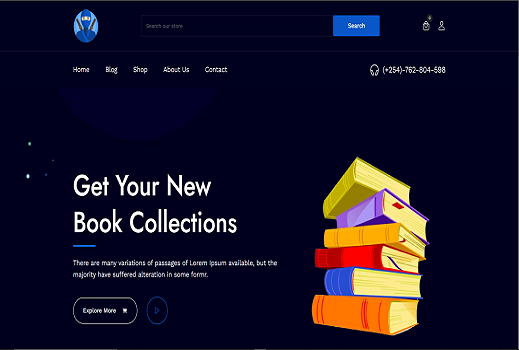 Search our store
Search
0
Home
Blog
Shop
About Us
Contact
(+254)-762-804-598
Get Your New
Book Collections
There are many variations of passages of Lorem Ipsum available, but the
majority have suffered alteration in some formr.
Explore More